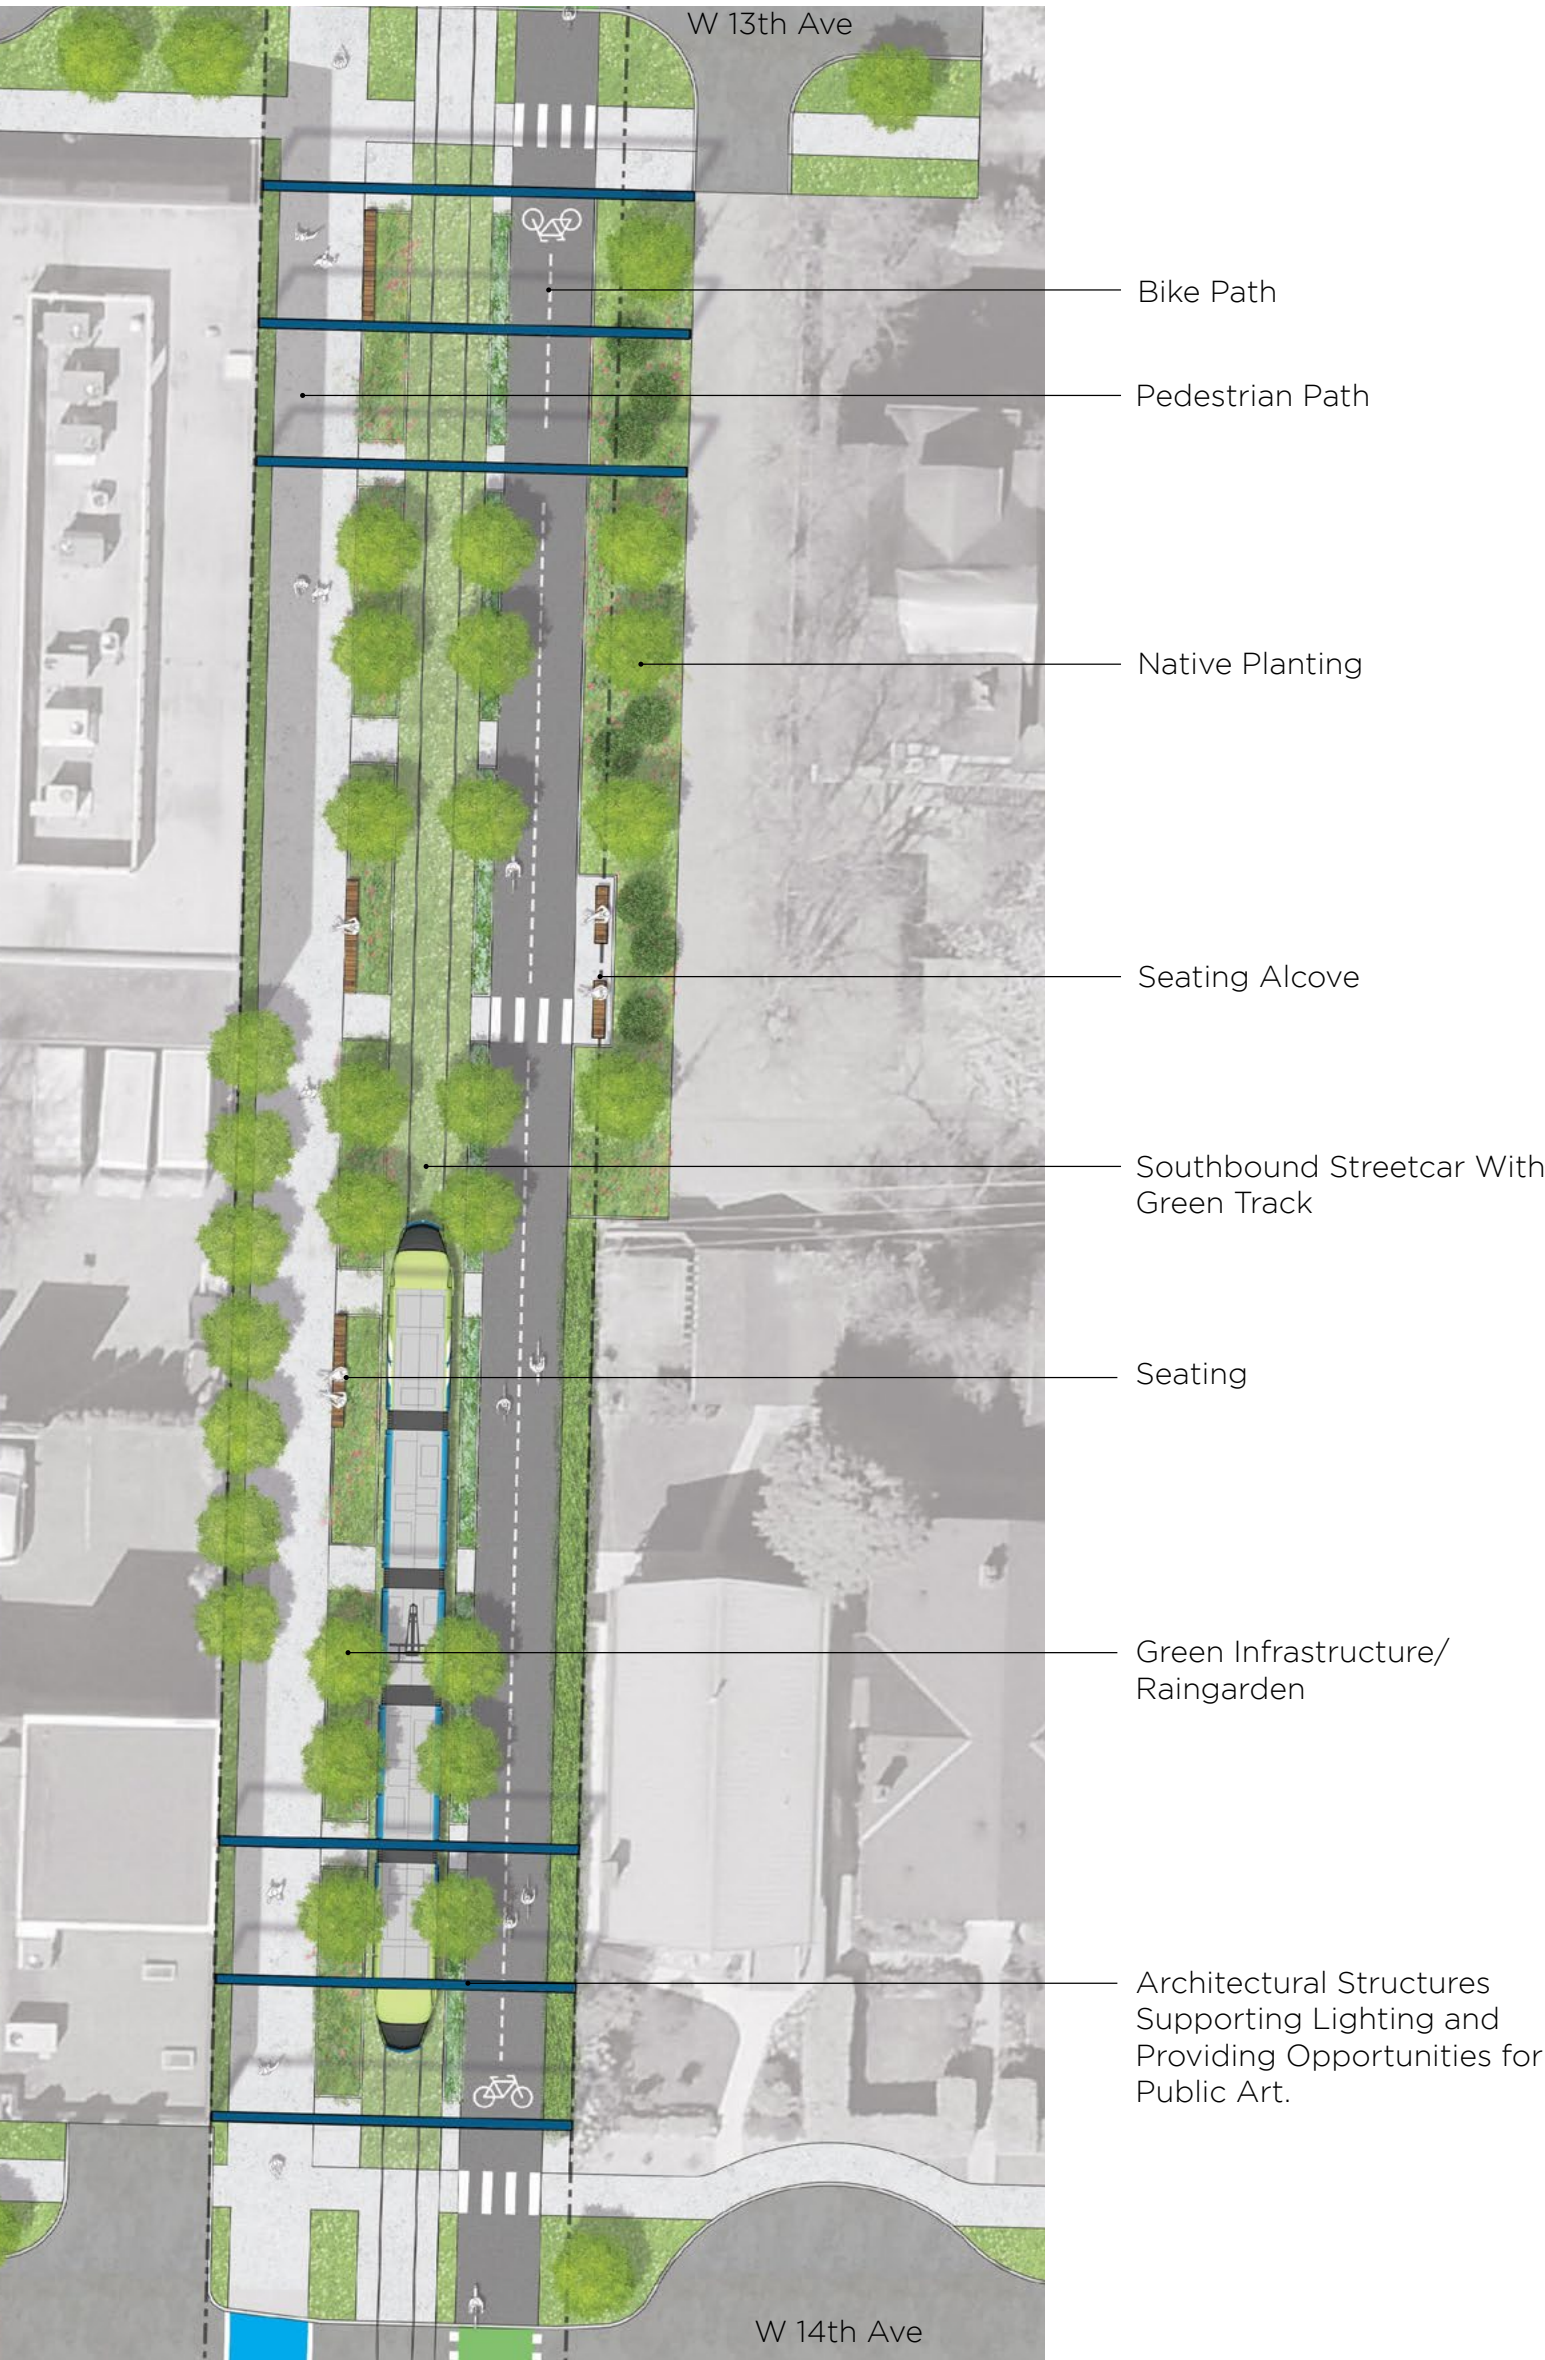 W 13th Ave
Bike Path
Pedestrian Path
Native Planting
Seating Alcove
Southbound Streetcar With
Green Track
Seating
Green Infrastructure/
Raingarden
Architectural Structures
Supporting Lighting and
Providing Opportunities for
Public Art.
W 14th Ave